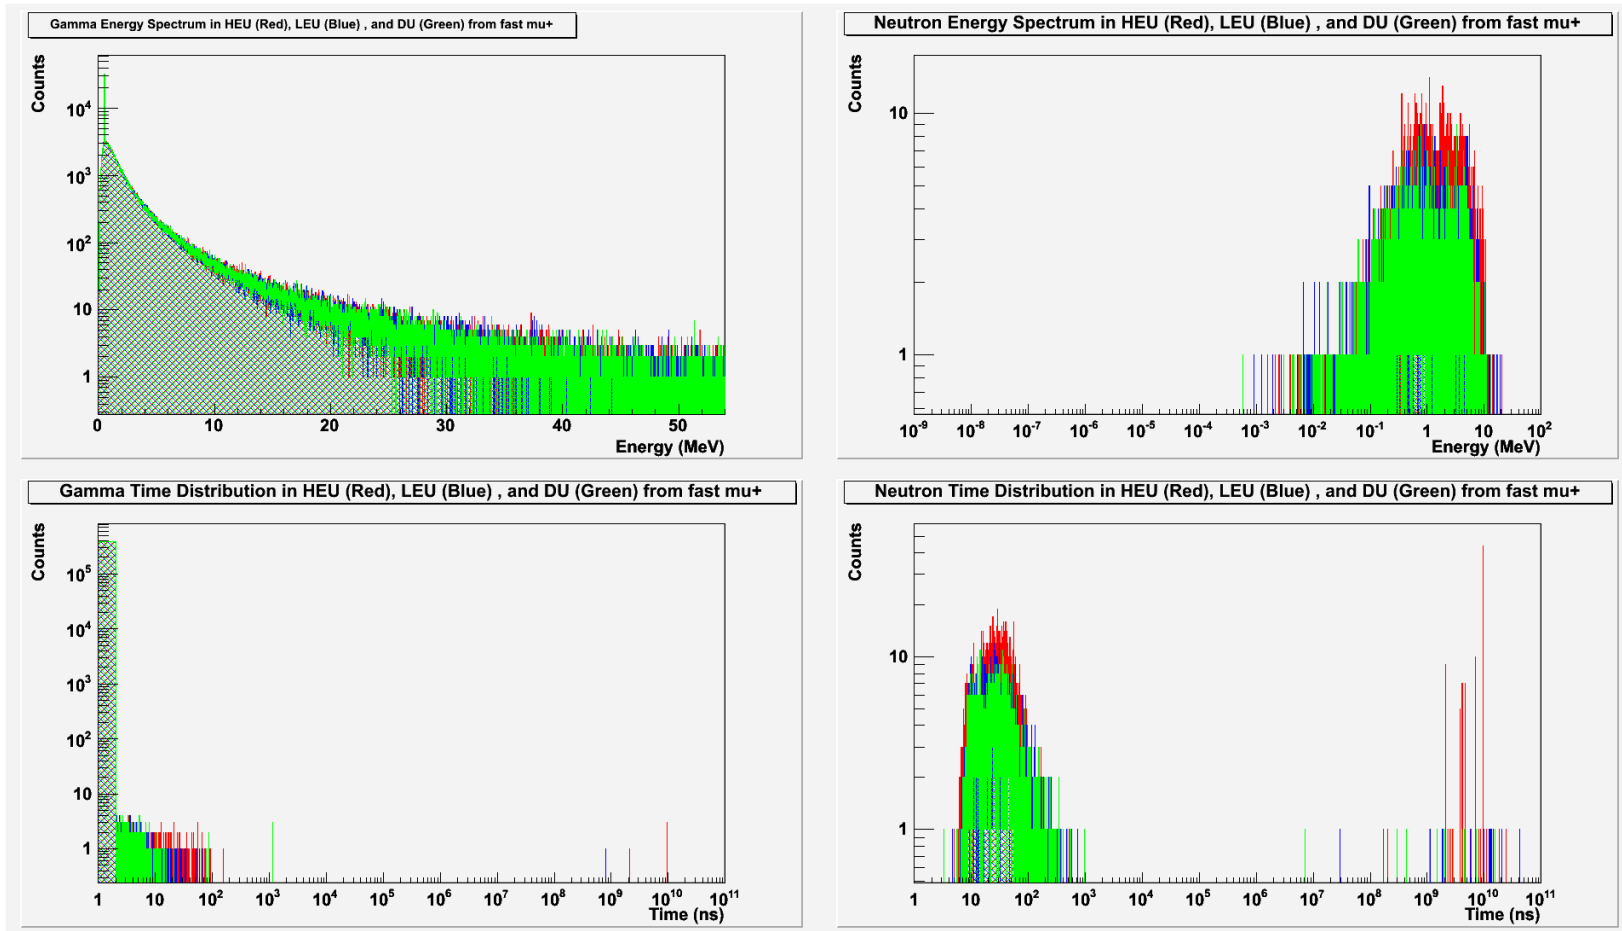 Gamma Energy Spectrum in HEU (Red), LEU (Blue) , and DU (Green) from fast mu+
Counts
10^4
10^3
10^2
10
1
0 10 20 30 40 50
Energy (MeV)
Neutron Energy Spectrum in HEU (Red), LEU (Blue) , and DU (Green) from fast mu+
Counts
10
1
10^-9 10^-8 10^-7 10^-6 10^-5 10^-4 10^-3 10^-2 10^-1 1 10 10^2
Energy (MeV)
Gamma Time Distribution in HEU (Red), LEU (Blue) , and DU (Green) from fast mu+
Counts
10^5
10^4
10^3
10^2
10
1
1 10 10^2 10^3 10^4 10^5 10^6 10^7 10^8 10^9 10^10 10^11
Time (ns)
Neutron Time Distribution in HEU (Red), LEU (Blue) , and DU (Green) from fast mu+
Counts
10
1
1 10 10^2 10^3 10^4 10^5 10^6 10^7 10^8 10^9 10^10 10^11
Time (ns)